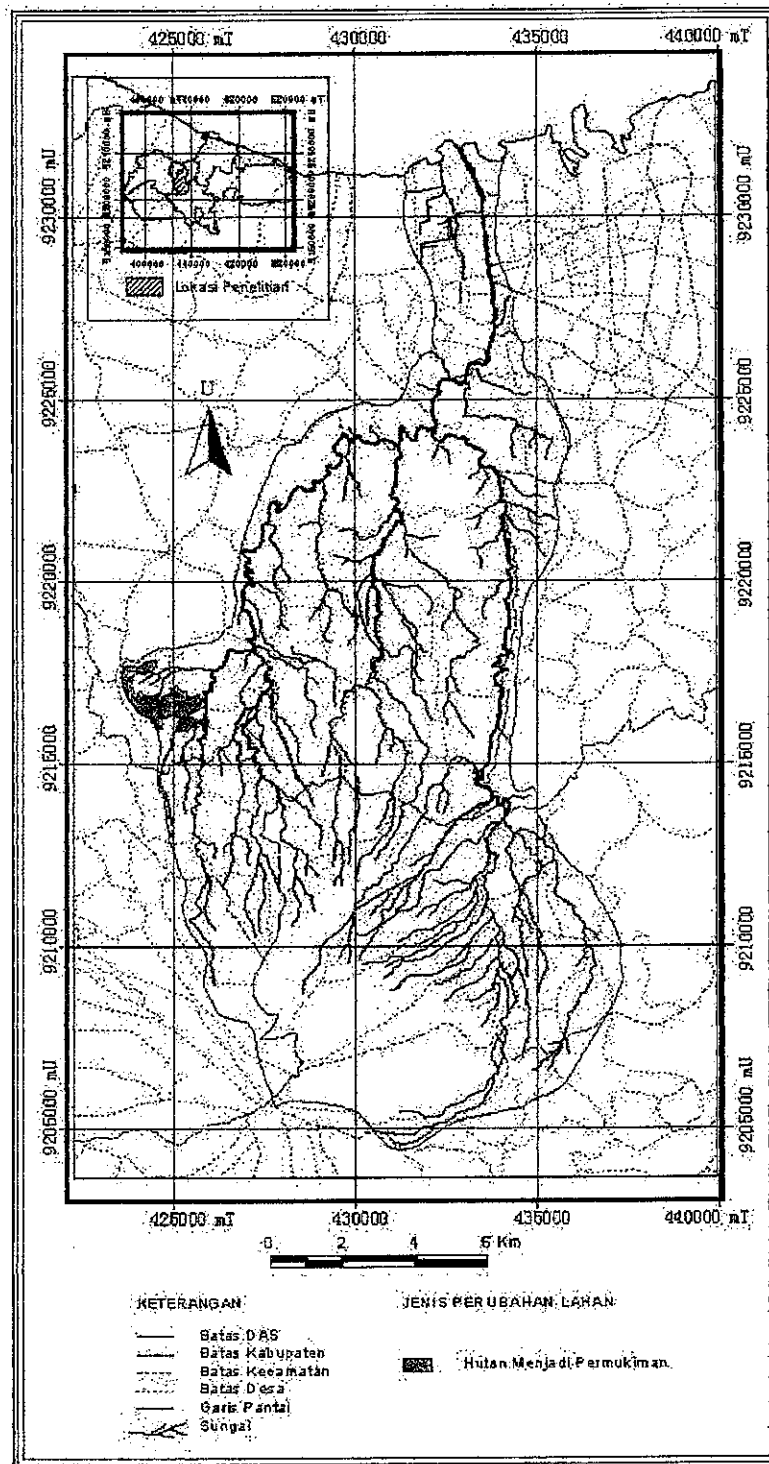 425000 mT 430000 435000 440000 mT
9230000 mU
9225000
9220000
9215000
9210000
9205000 mU
Lokasi Penelitian
U
9230000 mU
9225000
9220000
9215000
9210000
9205000 mU
425000 mT 430000 435000 440000 mT
0 2 4 6 Km
KETERANGAN
Batas DAS
Batas Kabupaten
Batas Kecamatan
Batas Desa
Garis Pantai
Sungai
JENIS PERUBAHAN LAHAN
Hutan Menjadi Permukiman